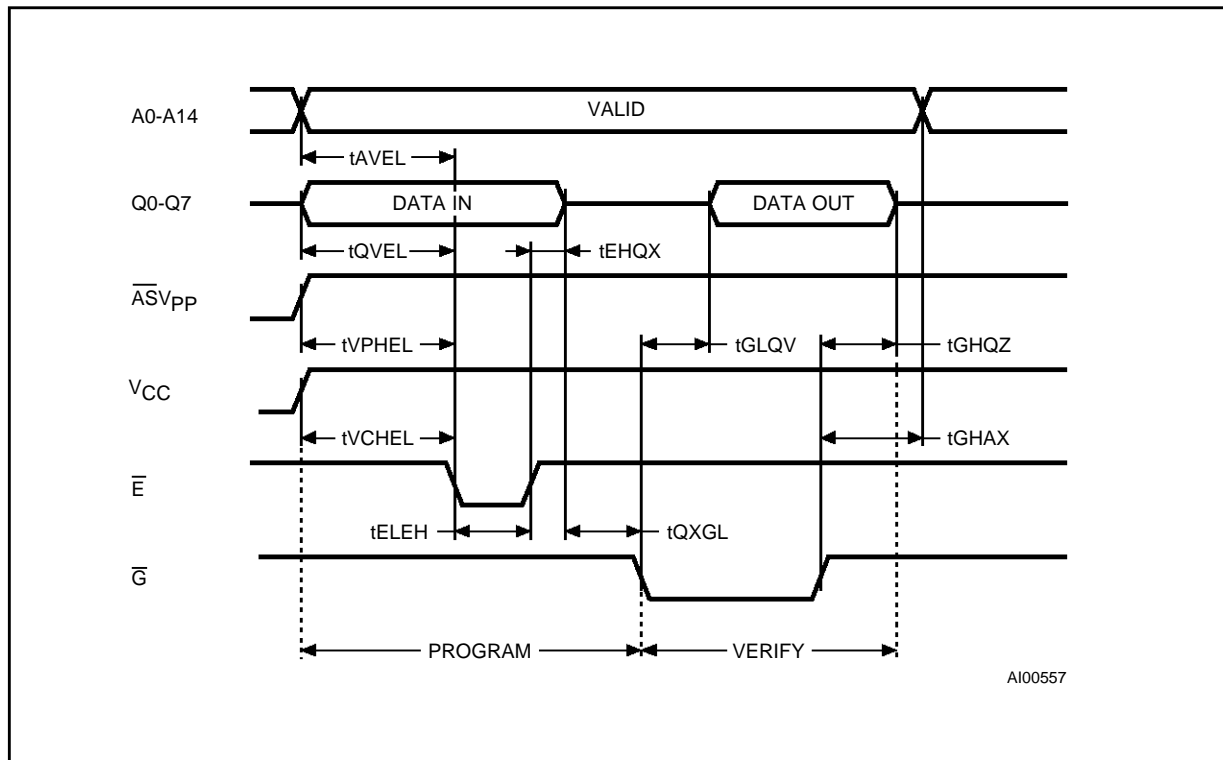 A0-A14
VALID
tAVEL
Q0-Q7
DATA IN
DATA OUT
tQVEL
tEHQX
A̅S̅VPP
tVPHEL
tGLQV
tGHQZ
VCC
tVCHEL
tGHAX
E̅
tELEH
tQXGL
G̅
PROGRAM
VERIFY
AI00557